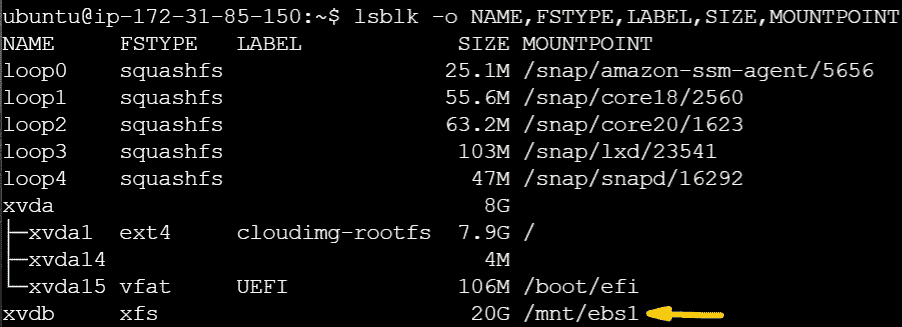 ubuntu@ip-172-31-85-150:~$ lsblk -o NAME,FSTYPE,LABEL,SIZE,MOUNTPOINT
NAME FSTYPE LABEL SIZE MOUNTPOINT
loop0 squashfs 25.1M /snap/amazon-ssm-agent/5656
loop1 squashfs 55.6M /snap/core18/2560
loop2 squashfs 63.2M /snap/core20/1623
loop3 squashfs 103M /snap/lxd/23541
loop4 squashfs 47M /snap/snapd/16292
xvda 8G
├─xvda1 ext4 cloudimg-rootfs 7.9G /
├─xvda14 4M
└─xvda15 vfat UEFI 106M /boot/efi
xvdb xfs 20G /mnt/ebs1